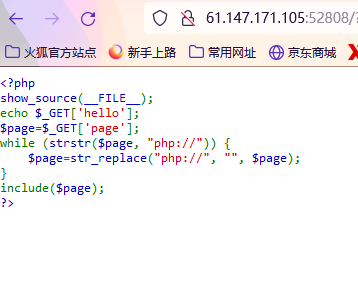 61.147.171.105:52808/
火狐官方站点 新手上路 常用网址 京东商城
<?php
show_source(__FILE__);
echo $_GET['hello'];
$page=$_GET['page'];
while (strstr($page, "php://")) {
    $page=str_replace("php://", "", $page);
}
include($page);
?>